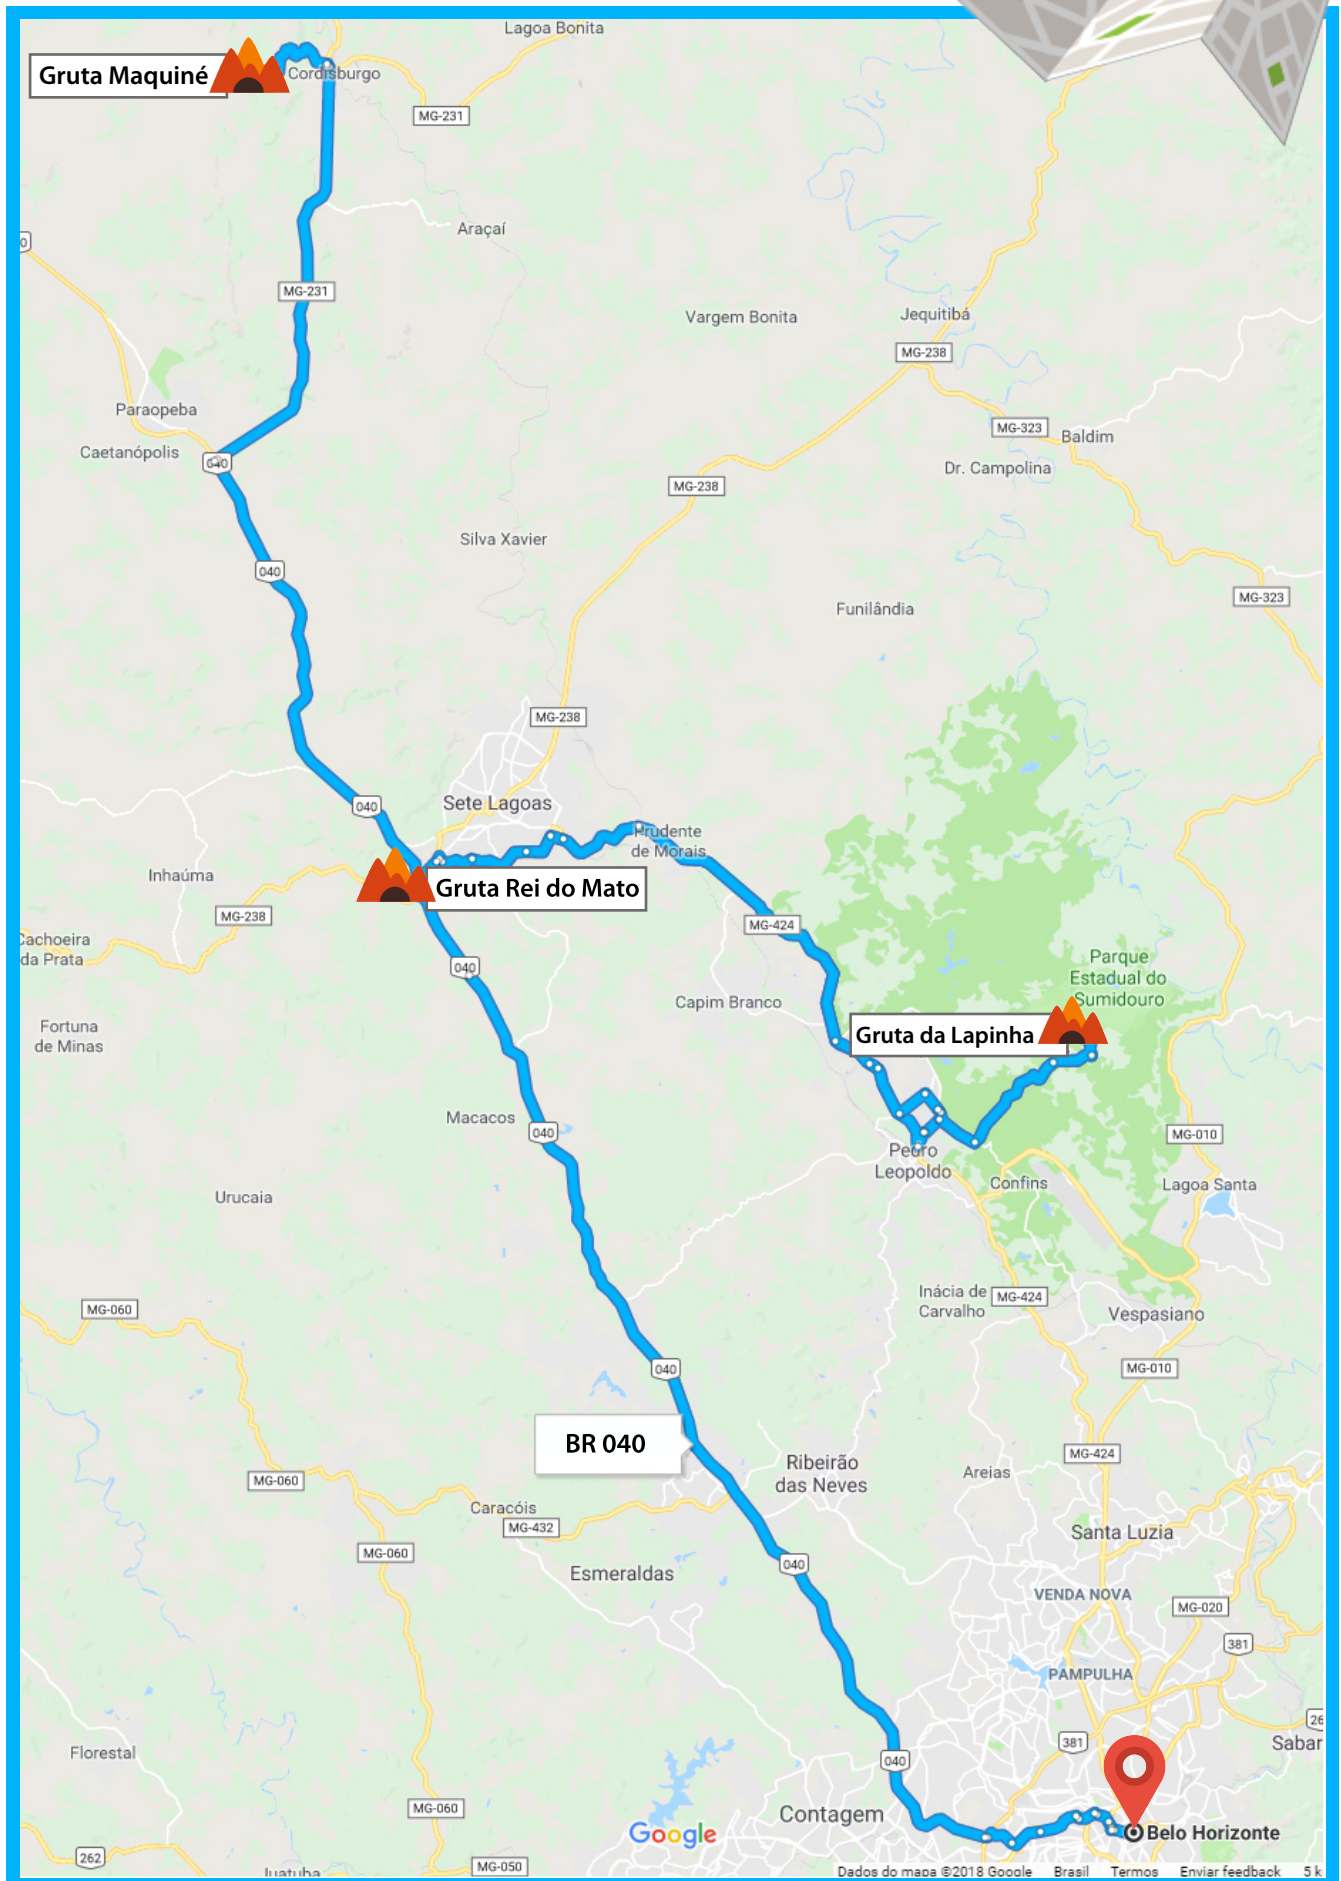 Lagoa Bonita
Gruta Maquiné
Cordisburgo
MG-231
Araçaí
0
MG-231
Vargem Bonita
Jequitibá
MG-238
Paraopeba
MG-323
Baldim
Caetanópolis
040
Dr. Campolina
MG-238
Silva Xavier
040
MG-323
Funilândia
MG-238
Sete Lagoas
040
Prudente
de Morais
Inhaúma
Gruta Rei do Mato
MG-238
MG-424
Cachoeira
da Prata
Parque
Estadual do
Sumidouro
040
Capim Branco
Fortuna
de Minas
Gruta da Lapinha
Macacos
040
MG-010
Pedro
Leopoldo
Confins
Lagoa Santa
Urucaia
Inácia de
Carvalho
MG-424
MG-060
Vespasiano
040
MG-010
BR 040
MG-424
Ribeirão
das Neves
Areias
MG-060
Caracóis
MG-432
Santa Luzia
MG-060
040
Esmeraldas
VENDA NOVA
MG-020
381
PAMPULHA
26
381
Sabar
Florestal
040
MG-060
Contagem
Google
Belo Horizonte
262
MG-050
Juatuba
Dados do mapa ©2018 Google Brasil Termos Enviar feedback 5 k